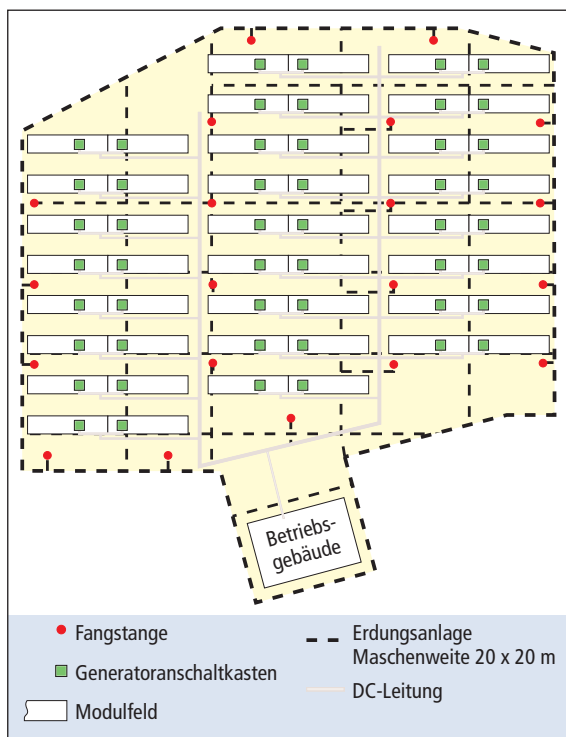 Betriebs-
gebäude
Fangstange
Generatoranschaltkasten
Modulfeld
Erdungsanlage
Maschenweite 20 x 20 m
DC-Leitung